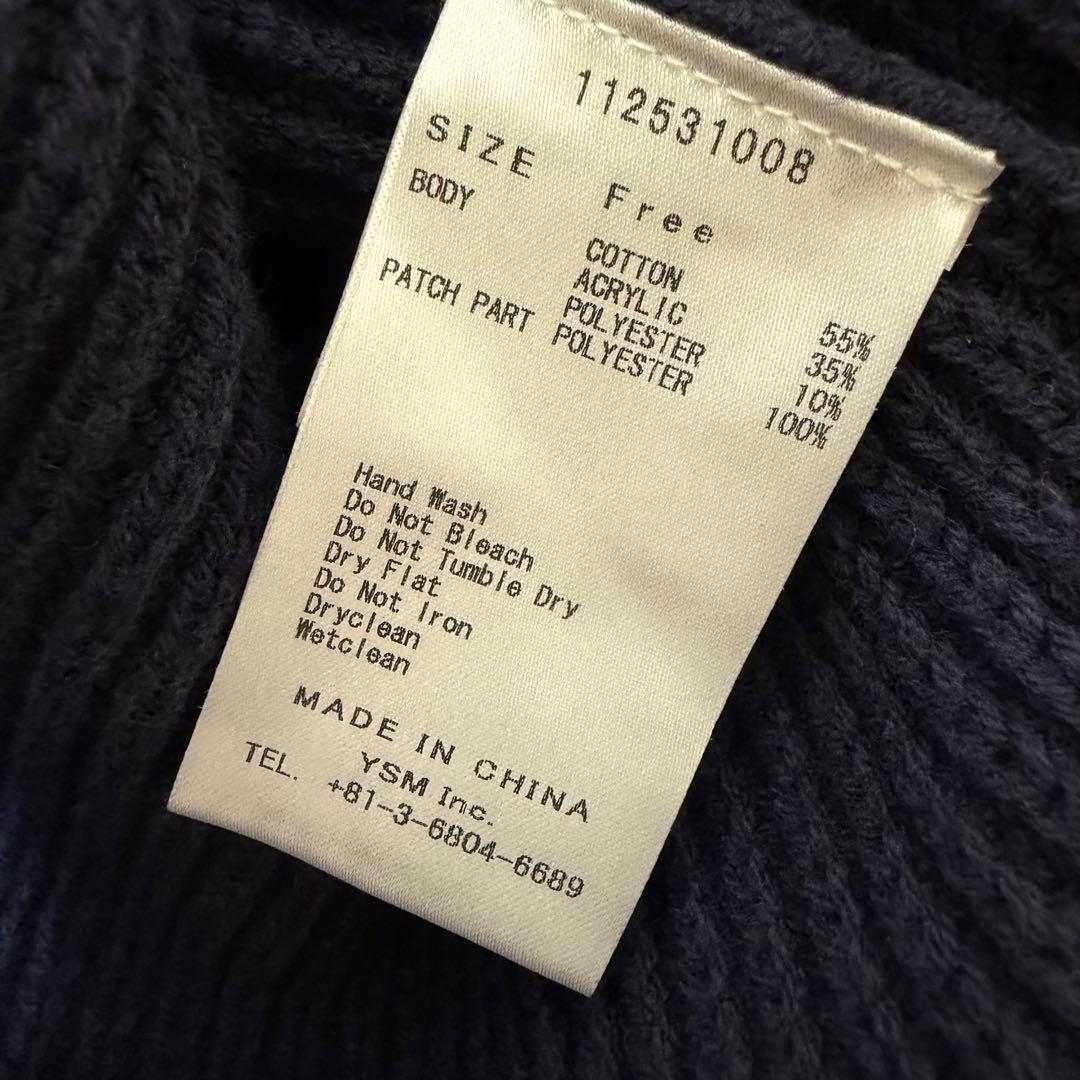 112531008
SIZE Free
BODY COTTON 55%
ACRYLIC 35%
POLYESTER 10%
PATCH PART POLYESTER 100%
Hand Wash
Do Not Bleach
Do Not Tumble Dry
Dry Flat
Do Not Iron
Dryclean
Wetclean
MADE IN CHINA
YSM Inc.
TEL. +81-3-6804-6689